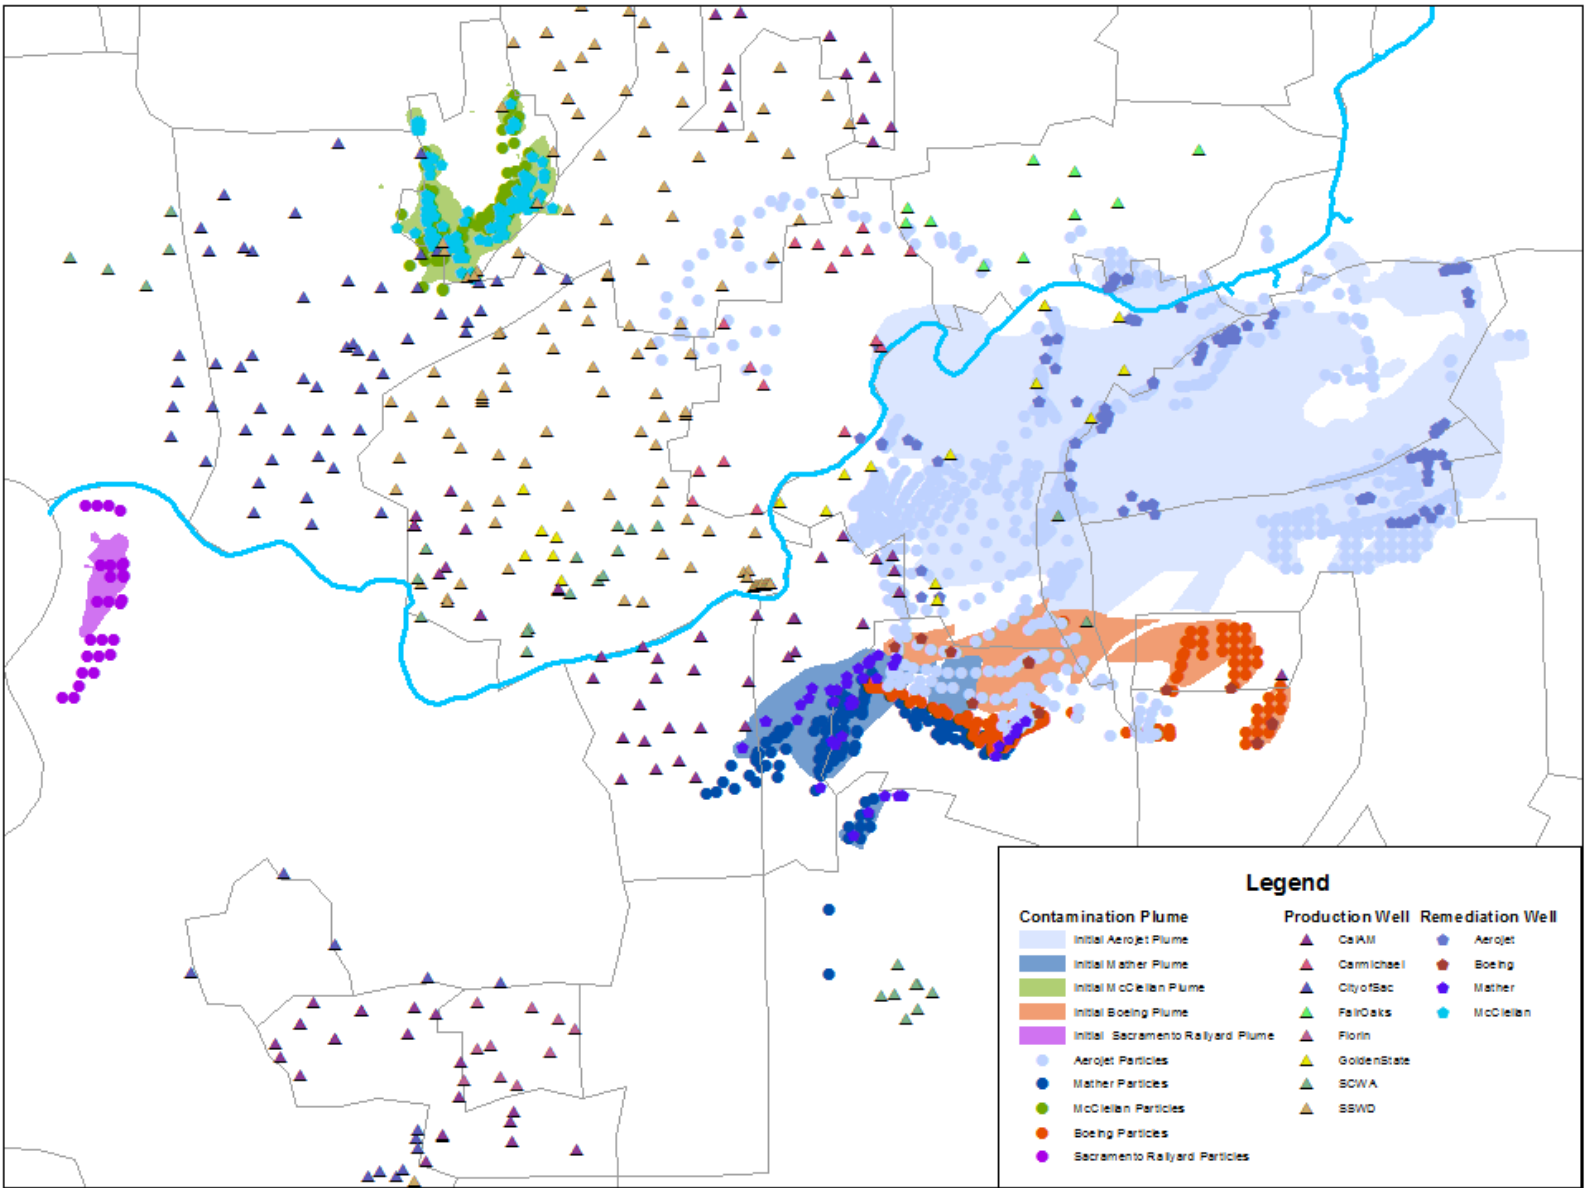 Legend
Contamination Plume
Initial Aerojet Plume
Initial Mather Plume
Initial McClellan Plume
Initial Boeing Plume
Initial Sacramento Railyard Plume
Aerojet Particles
Mather Particles
McClellan Particles
Boeing Particles
Sacramento Railyard Particles
Production Well
CalAM
Carmichael
CityofSac
FairOaks
Florin
GoldenState
SCWA
SSWD
Remediation Well
Aerojet
Boeing
Mather
McClellan